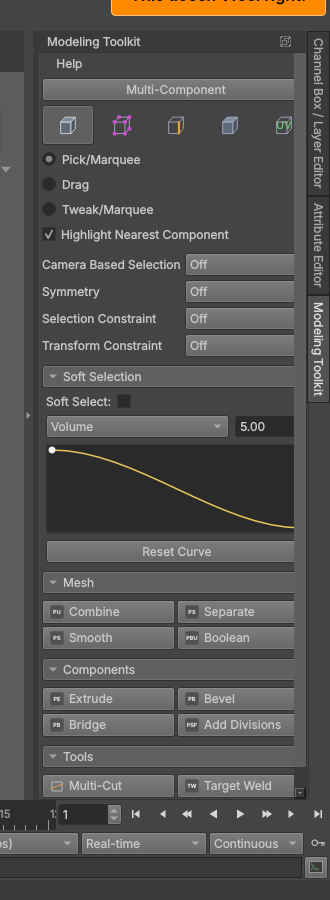 Modeling Toolkit
Help
Multi-Component
UV
Pick/Marquee
Drag
Tweak/Marquee
Highlight Nearest Component
Camera Based Selection Off
Symmetry Off
Selection Constraint Off
Transform Constraint Off
Soft Selection
Soft Select:
Volume 5.00
Reset Curve
Mesh
PU Combine PS Separate
PS Smooth PBU Boolean
Components
PE Extrude PB Bevel
PB Bridge PSF Add Divisions
Tools
Multi-Cut TW Target Weld
Channel Box / Layer Editor
Attribute Editor
Modeling Toolkit
15 1
Real-time Continuous